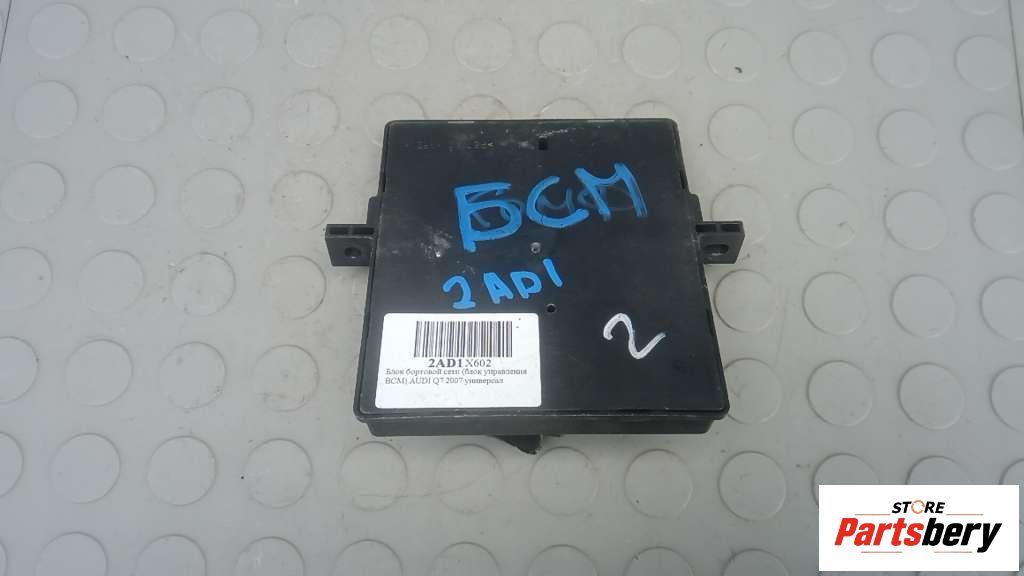 БСМ
2AD1
2
2AD1X602
Блок бортовой сети (блок управления
BCM) AUDI Q7 2007 универсал
STORE
Partsbery